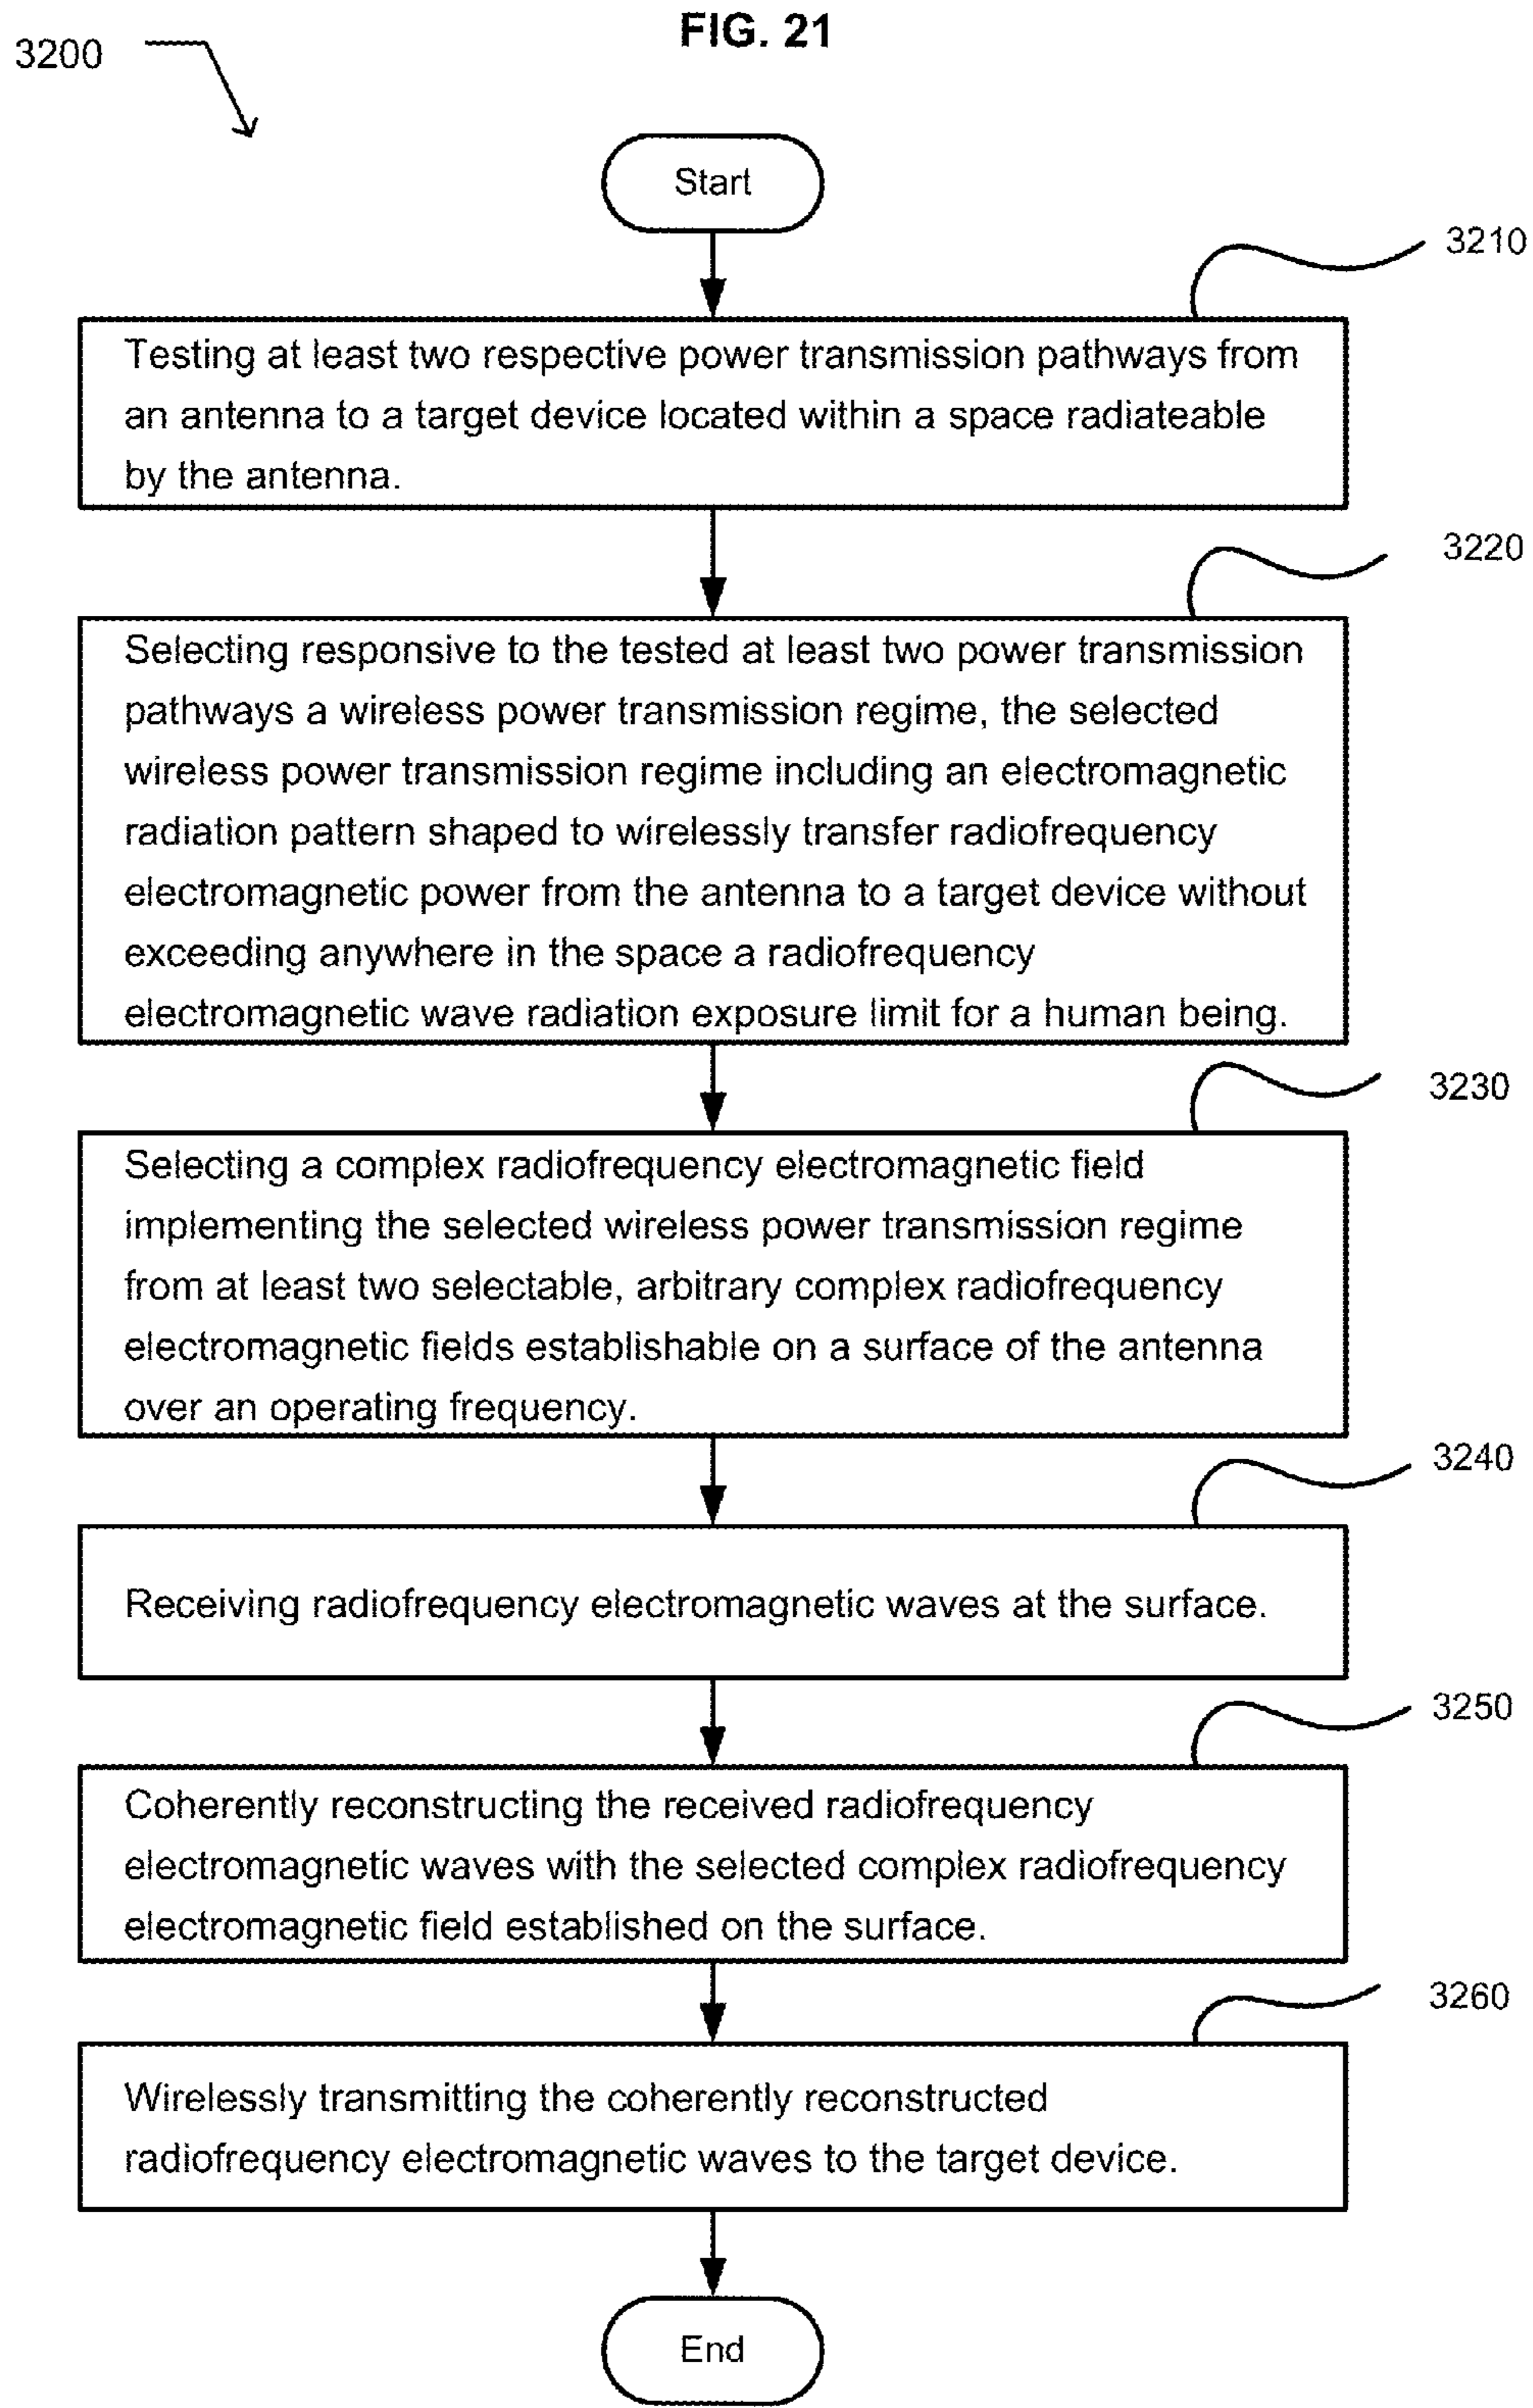 FIG. 21
3200
Start
3210
Testing at least two respective power transmission pathways from
an antenna to a target device located within a space radiateable
by the antenna.
3220
Selecting responsive to the tested at least two power transmission
pathways a wireless power transmission regime, the selected
wireless power transmission regime including an electromagnetic
radiation pattern shaped to wirelessly transfer radiofrequency
electromagnetic power from the antenna to a target device without
exceeding anywhere in the space a radiofrequency
electromagnetic wave radiation exposure limit for a human being.
3230
Selecting a complex radiofrequency electromagnetic field
implementing the selected wireless power transmission regime
from at least two selectable, arbitrary complex radiofrequency
electromagnetic fields establishable on a surface of the antenna
over an operating frequency.
3240
Receiving radiofrequency electromagnetic waves at the surface.
3250
Coherently reconstructing the received radiofrequency
electromagnetic waves with the selected complex radiofrequency
electromagnetic field established on the surface.
3260
Wirelessly transmitting the coherently reconstructed
radiofrequency electromagnetic waves to the target device.
End